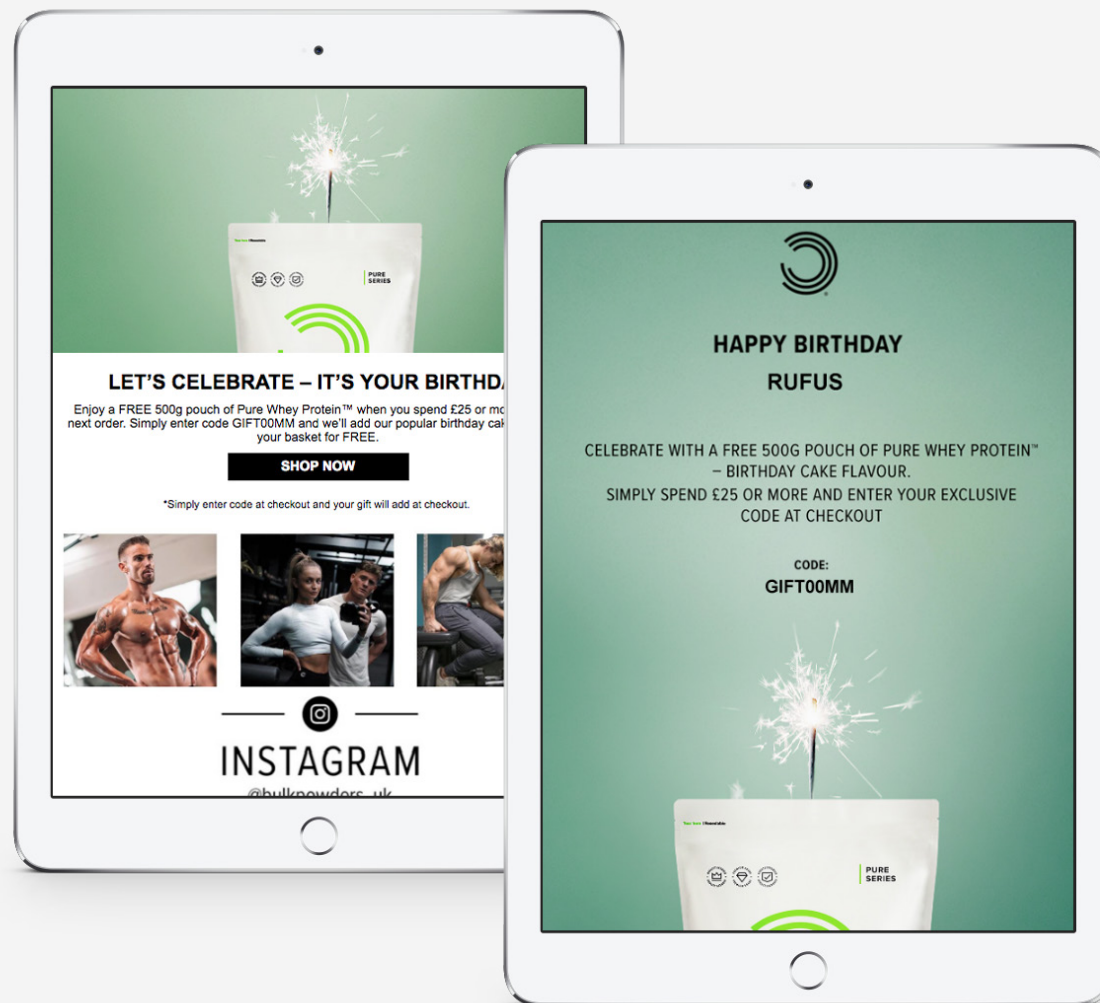 PURE
SERIES
LET'S CELEBRATE – IT'S YOUR
Enjoy a FREE 500g pouch of Pure Whey Protein™ when you spend £25 or
next order. Simply enter code GIFT00MM and we'll add our popular birthday
your basket for FREE.
SHOP NOW
*Simply enter code at checkout and your gift will add at checkout.
INSTAGRAM
@bulkpowders_uk
HAPPY BIRTHDAY
RUFUS
CELEBRATE WITH A FREE 500G POUCH OF PURE WHEY PROTEIN™
– BIRTHDAY CAKE FLAVOUR.
SIMPLY SPEND £25 OR MORE AND ENTER YOUR EXCLUSIVE
CODE AT CHECKOUT
CODE:
GIFT00MM
PURE
SERIES